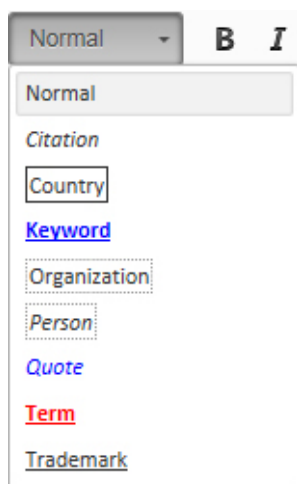 Normal B I
Normal
Citation
Country
Keyword
Organization
Person
Quote
Term
Trademark